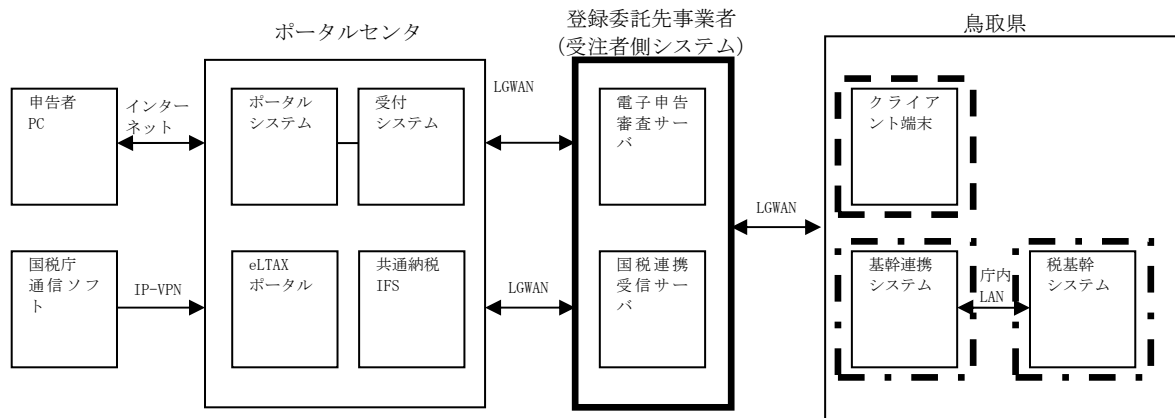 登録委託先事業者
(受注者側システム)
ポータルセンタ
鳥取県
申告者
PC
インター
ネット
ポータル
システム
受付
システム
LGWAN
電子申告
審査サー
バ
クライア
ント端末
LGWAN
国税庁
通信ソフ
ト
IP-VPN
eLTAX
ポータル
共通納税
IFS
LGWAN
国税連携
受信サー
バ
基幹連携
システム
庁内
LAN
税基幹
システム